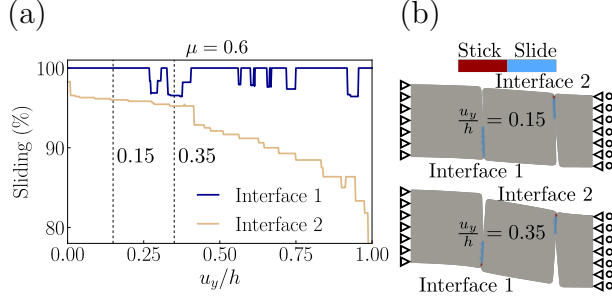 (a)
μ = 0.6
Sliding (%)
100
90
80
0.15
0.35
Interface 1
Interface 2
0.00 0.25 0.50 0.75 1.00
u_y/h
(b)
Stick Slide
Interface 2
u_y/h = 0.15
Interface 1
Interface 2
u_y/h = 0.35
Interface 1